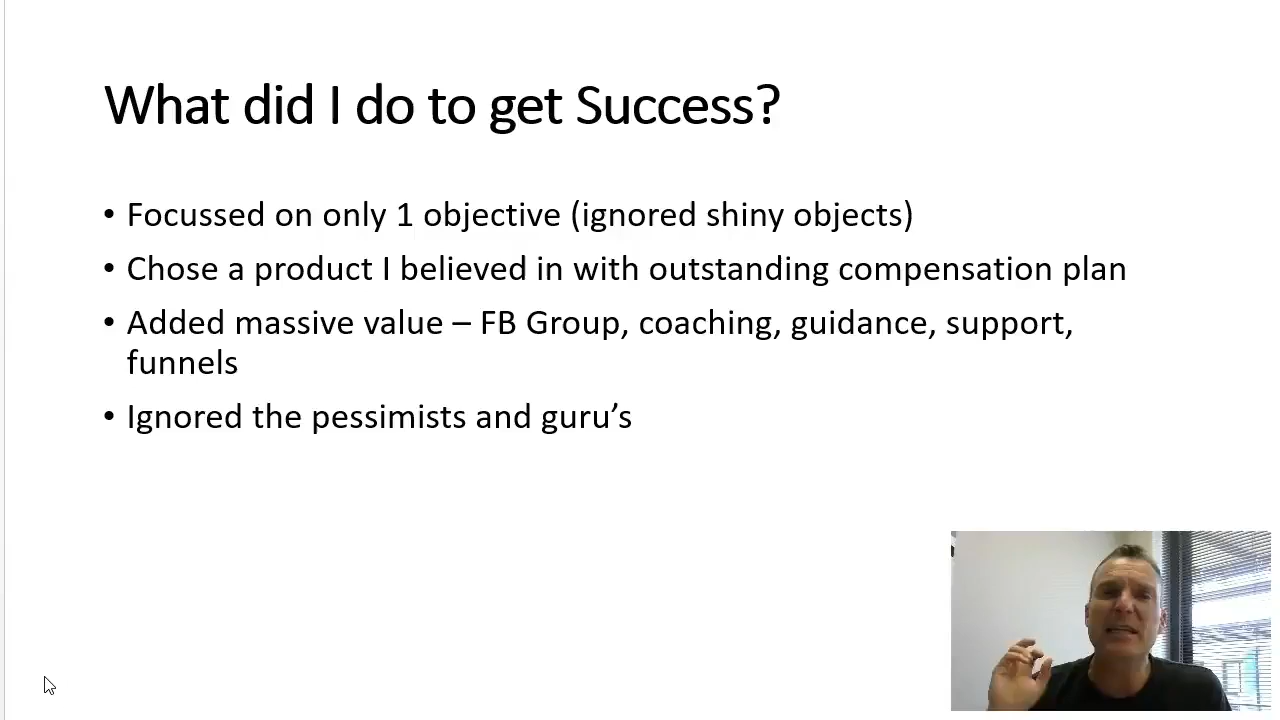 What did I do to get Success?
• Focussed on only 1 objective (ignored shiny objects)
• Chose a product I believed in with outstanding compensation plan
• Added massive value – FB Group, coaching, guidance, support,
funnels
• Ignored the pessimists and guru’s